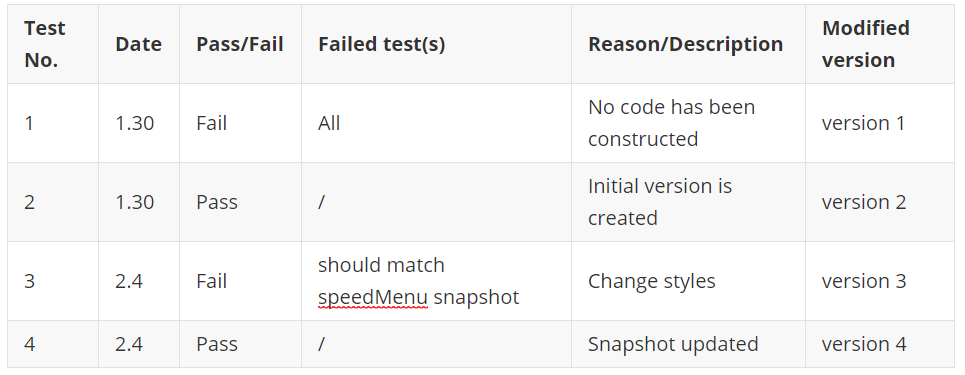 Test No. Date Pass/Fail Failed test(s) Reason/Description Modified version
1 1.30 Fail All No code has been constructed version 1
2 1.30 Pass / Initial version is created version 2
3 2.4 Fail should match speedMenu snapshot Change styles version 3
4 2.4 Pass / Snapshot updated version 4